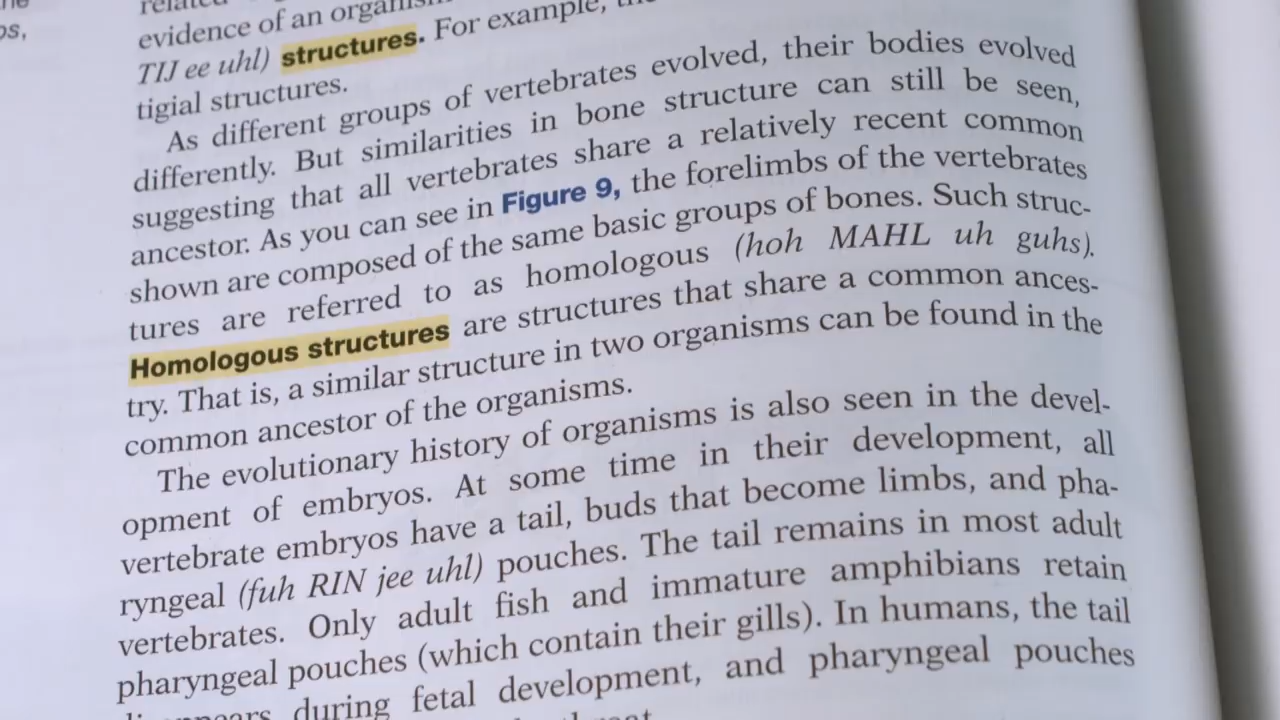 os,
evidence of an
TIJ ee uhl) structures. For example,
tigial structures.
As different groups of vertebrates evolved, their bodies evolved
differently. But similarities in bone structure can still be seen,
suggesting that all vertebrates share a relatively recent common
ancestor. As you can see in Figure 9, the forelimbs of the vertebrates
shown are composed of the same basic groups of bones. Such struc-
tures are referred to as homologous (hoh MAHL uh guhs).
Homologous structures are structures that share a common ances-
try. That is, a similar structure in two organisms can be found in the
common ancestor of the organisms.
The evolutionary history of organisms is also seen in the devel-
opment of embryos. At some time in their development, all
vertebrate embryos have a tail, buds that become limbs, and pha-
ryngeal (fuh RIN jee uhl) pouches. The tail remains in most adult
vertebrates. Only adult fish and immature amphibians retain
pharyngeal pouches (which contain their gills). In humans, the tail
during fetal development, and pharyngeal pouches